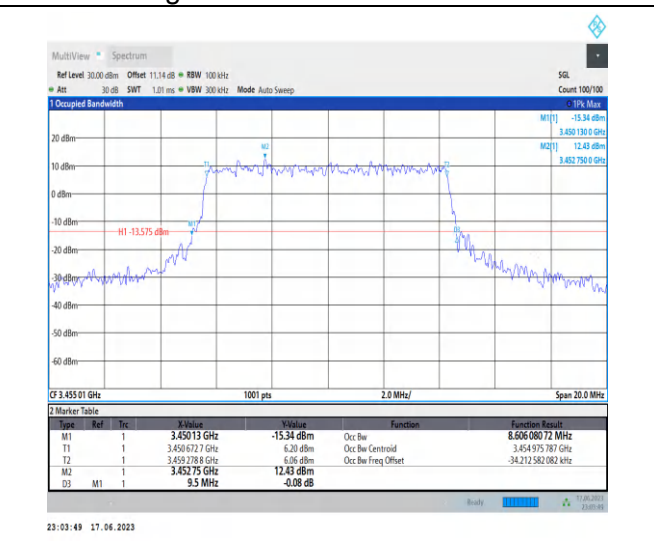 MultiView Spectrum
Ref Level 30.00 dBm Offset 11.14 dB RBW 100 kHz SGL
Att 30 dB SWT 1.01 ms VBW 300 kHz Mode Auto Sweep Count 100/100
1 Occupied Bandwidth 1Pk Max
M1[1] -15.34 dBm
3.450 130 0 GHz
M2[1] 12.43 dBm
3.452 750 0 GHz
20 dBm
M2
T1
10 dBm
0 dBm
-10 dBm
M1
H1 -13.575 dBm
-20 dBm
-30 dBm
-40 dBm
-50 dBm
-60 dBm
CF 3.455 01 GHz 1001 pts 2.0 MHz/ Span 20.0 MHz
2 Marker Table
Type Ref Trc X-Value Y-Value Function Function Result
M1 1 3.450 13 GHz -15.34 dBm Occ Bw 8.606 080 72 MHz
T1 1 3.450 672 7 GHz 6.20 dBm Occ Bw Centroid 3.454 975 787 GHz
T2 1 3.459 278 8 GHz 6.06 dBm Occ Bw Freq Offset -34.212 582 082 kHz
M2 1 3.452 75 GHz 12.43 dBm
D3 M1 1 9.5 MHz -0.08 dB
Ready 17.06.2023
23:03:49
23:03:49 17.06.2023